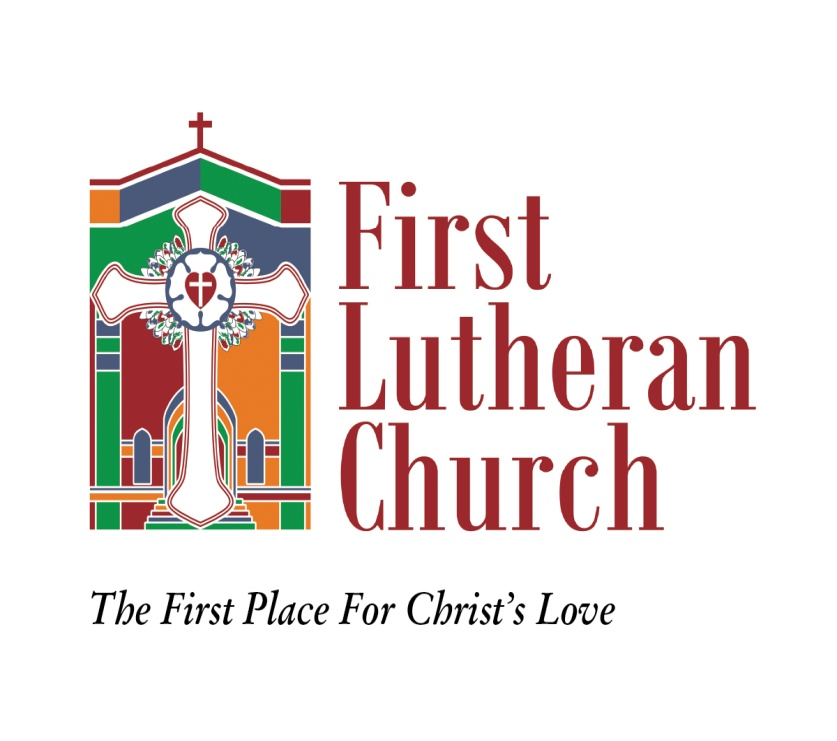 First
Lutheran
Church
The First Place For Christ's Love